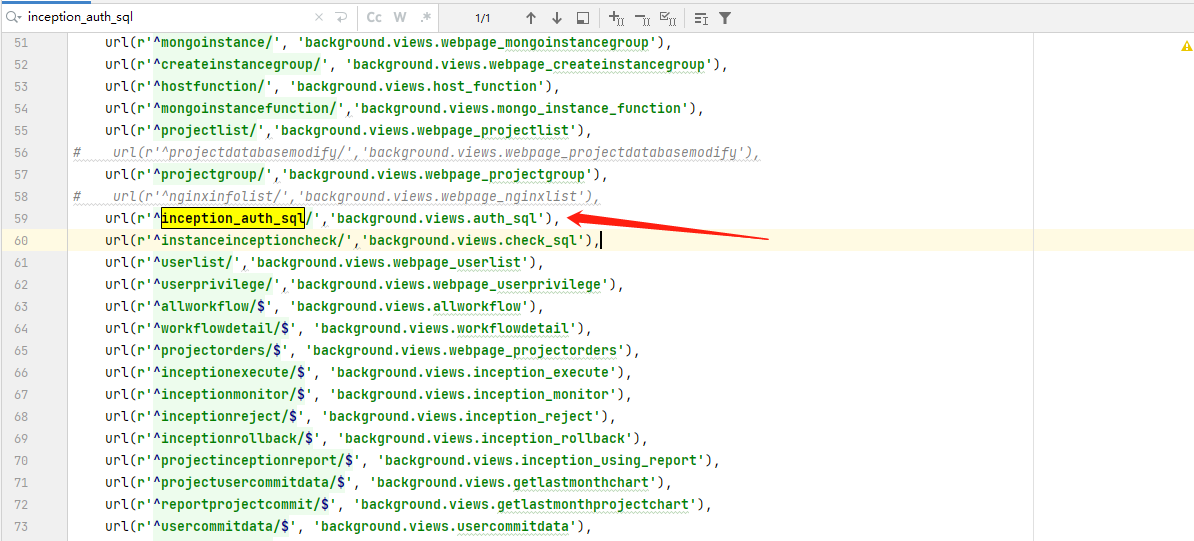 inception_auth_sql × Cc W .* 1/1
51 url(r'^mongoinstance/', 'background.views.webpage_mongoinstancegroup'),
52 url(r'^createinstancegroup/', 'background.views.webpage_createinstancegroup'),
53 url(r'^hostfunction/', 'background.views.host_function'),
54 url(r'^mongoinstancefunction/','background.views.mongo_instance_function'),
55 url(r'^projectlist/','background.views.webpage_projectlist'),
56 # url(r'^projectdatabasemodify/','background.views.webpage_projectdatabasemodify'),
57 url(r'^projectgroup/','background.views.webpage_projectgroup'),
58 # url(r'^nginxinfolist/','background.views.webpage_nginxlist'),
59 url(r'^inception_auth_sql/','background.views.auth_sql'),
60 url(r'^instanceinceptioncheck/','background.views.check_sql'),
61 url(r'^userlist/','background.views.webpage_userlist'),
62 url(r'^userprivilege/','background.views.webpage_userprivilege'),
63 url(r'^allworkflow/$', 'background.views.allworkflow'),
64 url(r'^workflowdetail/$', 'background.views.workflowdetail'),
65 url(r'^projectorders/$', 'background.views.webpage_projectorders'),
66 url(r'^inceptionexecute/$', 'background.views.inception_execute'),
67 url(r'^inceptionmonitor/$', 'background.views.inception_monitor'),
68 url(r'^inceptionreject/$', 'background.views.inception_reject'),
69 url(r'^inceptionrollback/$', 'background.views.inception_rollback'),
70 url(r'^projectinceptionreport/$', 'background.views.inception_using_report'),
71 url(r'^projectusercommitdata/$', 'background.views.getlastmonthchart'),
72 url(r'^reportprojectcommit/$', 'background.views.getlastmonthprojectchart'),
73 url(r'^usercommitdata/$', 'background.views.usercommitdata'),